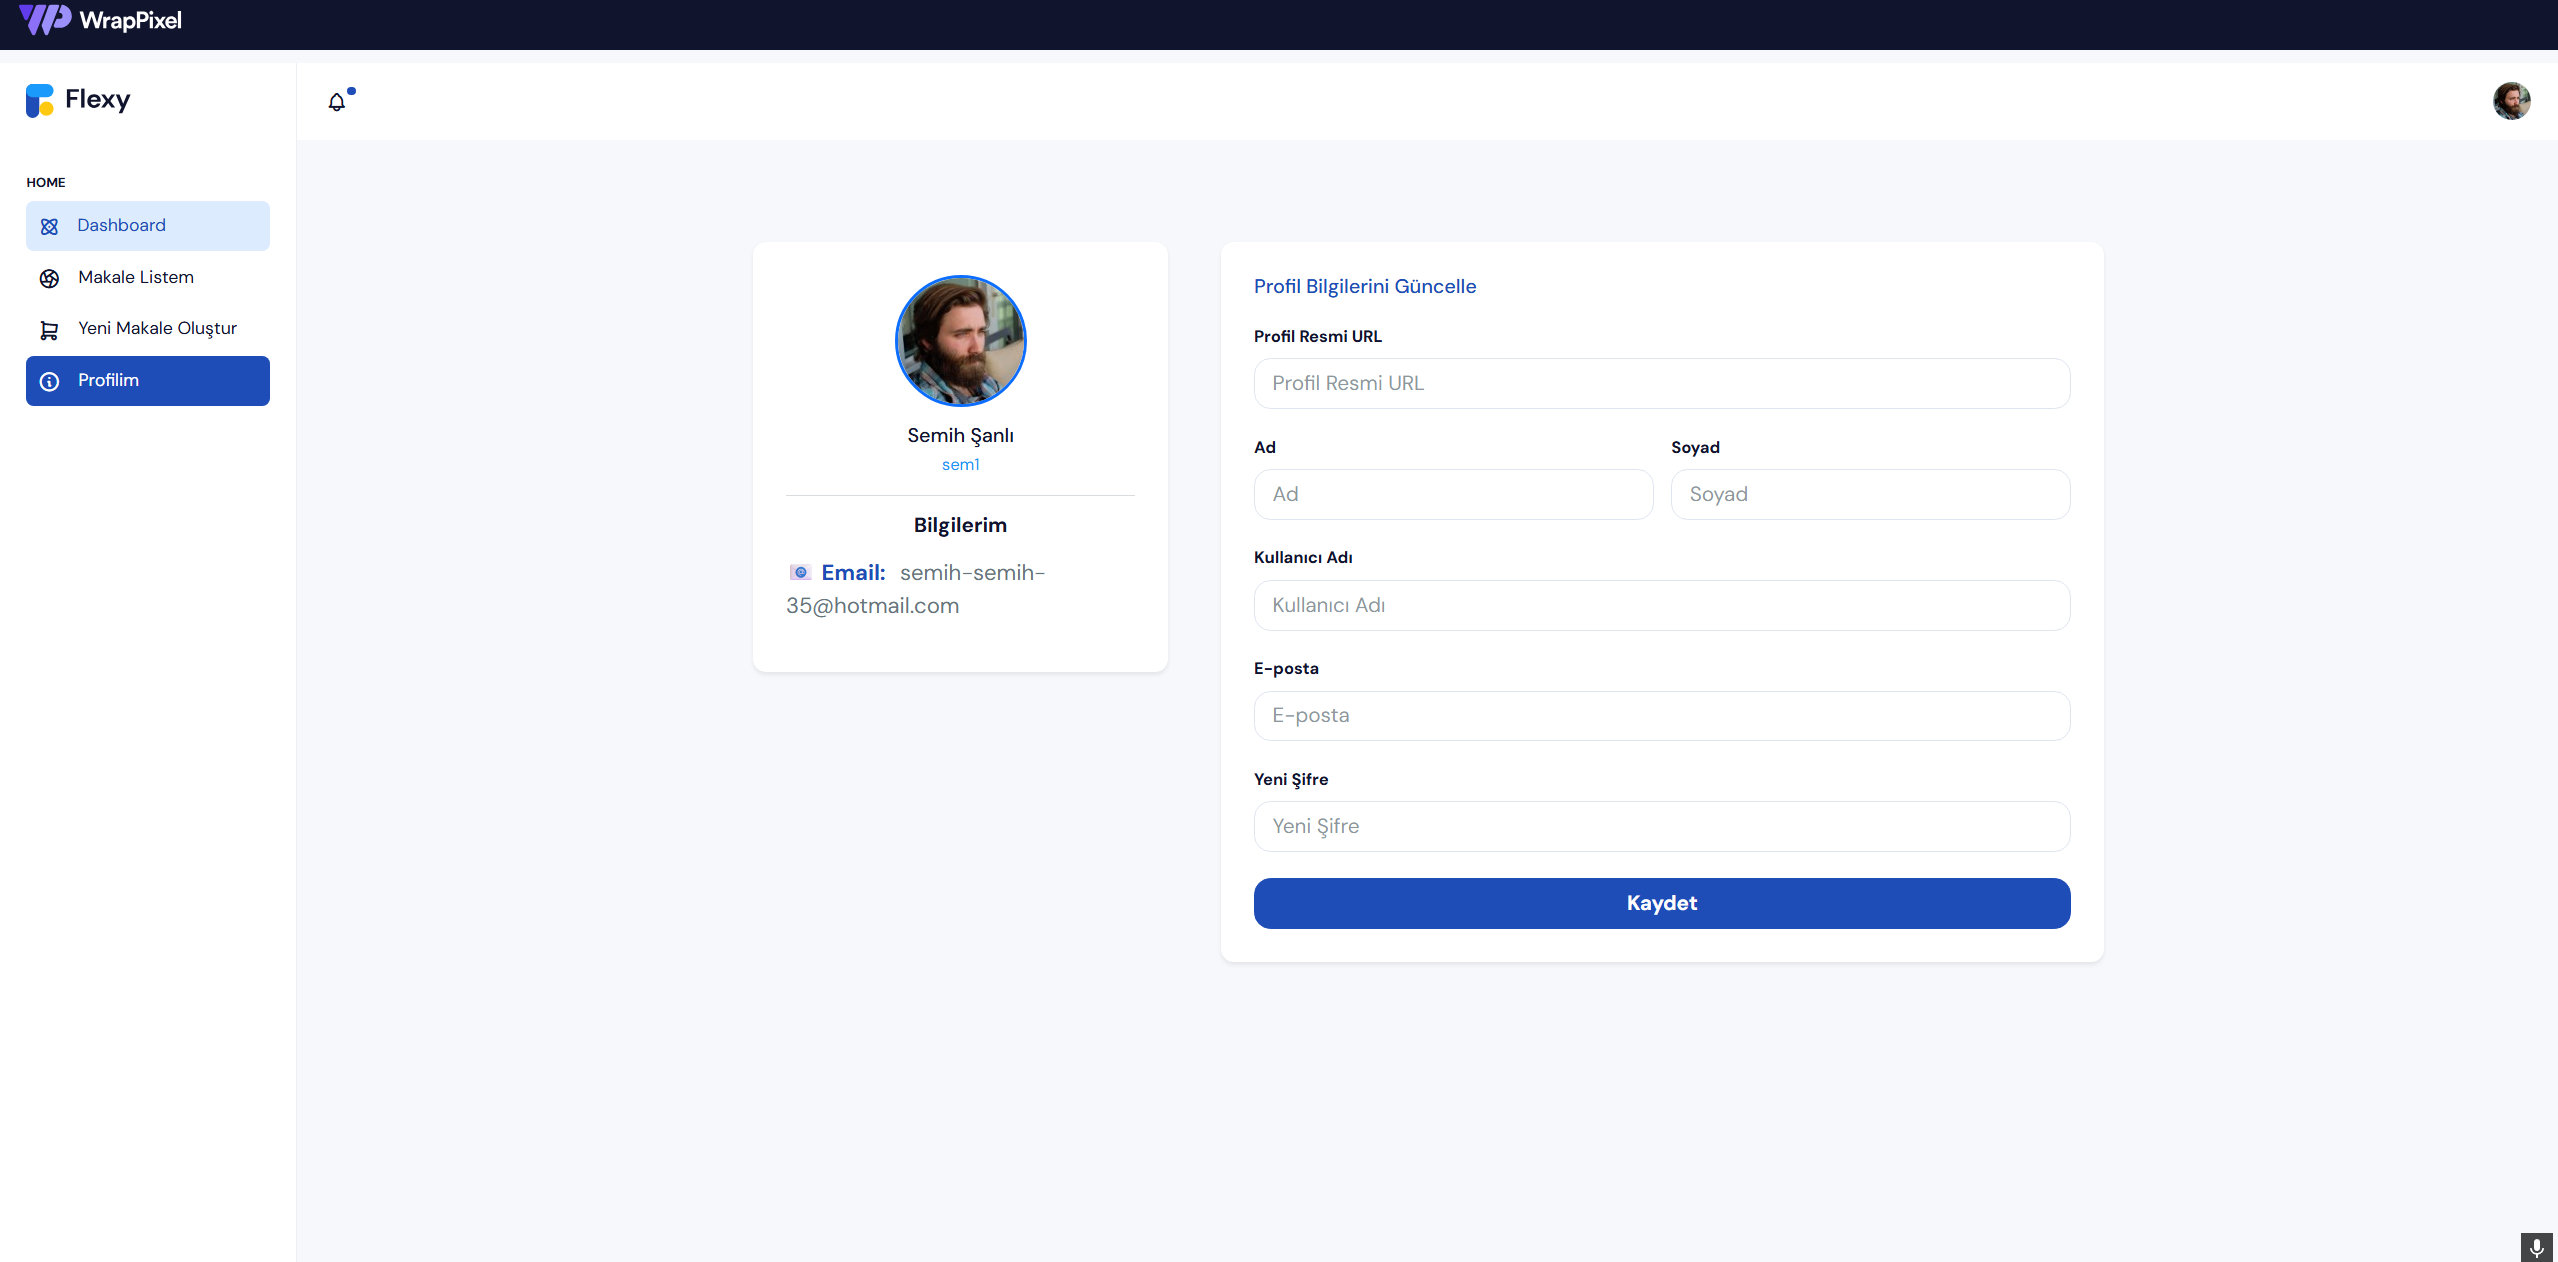 WrapPixel
Flexy
HOME
Dashboard
Makale Listem
Yeni Makale Oluştur
Profilim
Semih Şanlı
sem1
Bilgilerim
Email: semih-semih-
35@hotmail.com
Profil Bilgilerini Güncelle
Profil Resmi URL
Profil Resmi URL
Ad Soyad
Ad Soyad
Kullanıcı Adı
Kullanıcı Adı
E-posta
E-posta
Yeni Şifre
Yeni Şifre
Kaydet